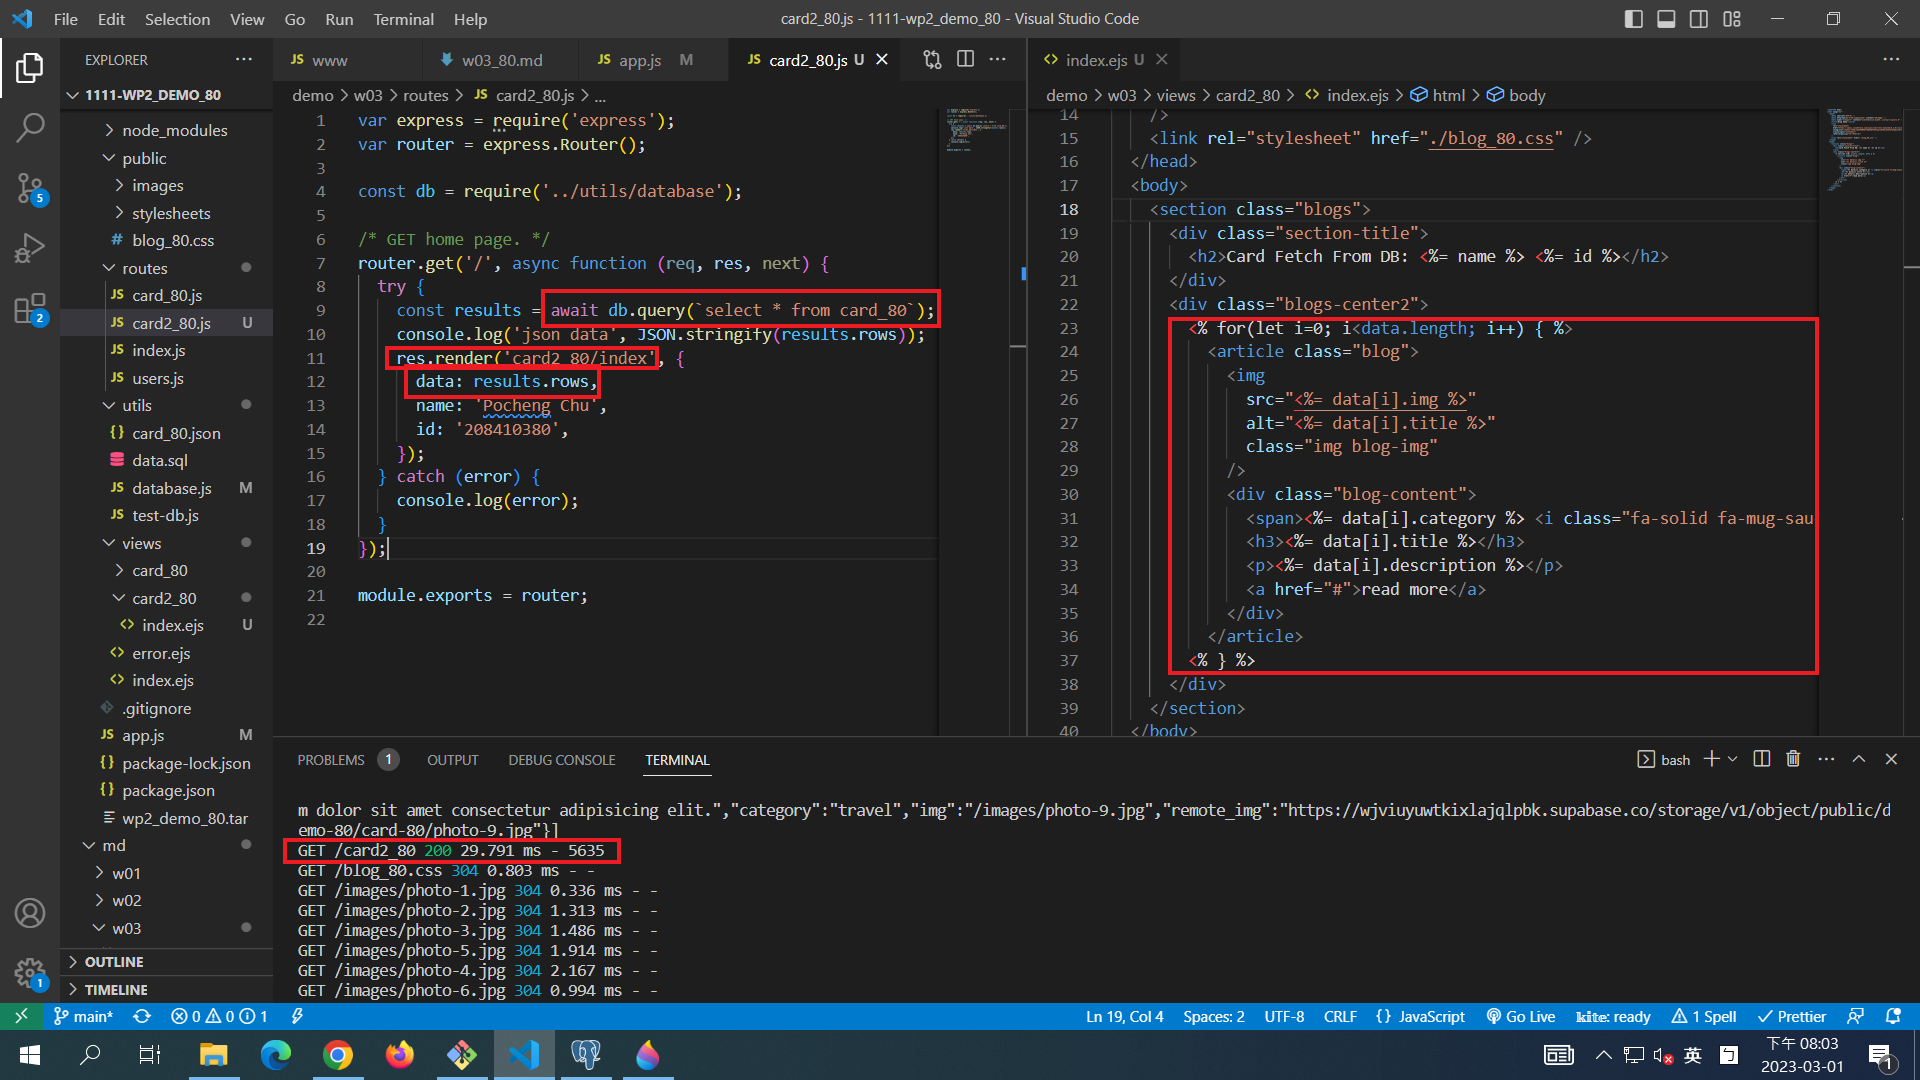 File Edit Selection View Go Run Terminal Help
card2_80.js - 1111-wp2_demo_80 - Visual Studio Code
EXPLORER
1111-WP2_DEMO_80
node_modules
public
images
stylesheets
# blog_80.css
routes
JS card_80.js
JS card2_80.js U
JS index.js
JS users.js
utils
{} card_80.json
data.sql
JS database.js M
JS test-db.js
views
card_80
card2_80
<> index.ejs U
<> error.ejs
<> index.ejs
.gitignore
JS app.js M
{} package-lock.json
{} package.json
wp2_demo_80.tar
md
w01
w02
w03
OUTLINE
TIMELINE
5
2
1
JS www
w03_80.md
JS app.js M
JS card2_80.js U
demo > w03 > routes > JS card2_80.js > ...
1 var express = require('express');
2 var router = express.Router();
3
4 const db = require('../utils/database');
5
6 /* GET home page. */
7 router.get('/', async function (req, res, next) {
8 try {
9 const results = await db.query(`select * from card_80`);
10 console.log('json data', JSON.stringify(results.rows));
11 res.render('card2_80/index', {
12 data: results.rows,
13 name: 'Pocheng Chu',
14 id: '208410380',
15 });
16 } catch (error) {
17 console.log(error);
18 }
19 });
20
21 module.exports = router;
22
<> index.ejs U
demo > w03 > views > card2_80 > <> index.ejs > html > body
14 />
15 <link rel="stylesheet" href="./blog_80.css" />
16 </head>
17 <body>
18 <section class="blogs">
19 <div class="section-title">
20 <h2>Card Fetch From DB: <%= name %> <%= id %></h2>
21 </div>
22 <div class="blogs-center2">
23 <% for(let i=0; i<data.length; i++) { %>
24 <article class="blog">
25 <img
26 src="<%= data[i].img %>"
27 alt="<%= data[i].title %>"
28 class="img blog-img"
29 />
30 <div class="blog-content">
31 <span><%= data[i].category %> <i class="fa-solid fa-mug-sau
32 <h3><%= data[i].title %></h3>
33 <p><%= data[i].description %></p>
34 <a href="#">read more</a>
35 </div>
36 </article>
37 <% } %>
38 </div>
39 </section>
40 </body>
PROBLEMS 1 OUTPUT DEBUG CONSOLE TERMINAL
bash
m dolor sit amet consectetur adipisicing elit.","category":"travel","img":"/images/photo-9.jpg","remote_img":"https://wjviuyuwtkixlajqlpbk.supabase.co/storage/v1/object/public/d
emo-80/card-80/photo-9.jpg"}]
GET /card2_80 200 29.791 ms - 5635
GET /blog_80.css 304 0.803 ms - -
GET /images/photo-1.jpg 304 0.336 ms - -
GET /images/photo-2.jpg 304 1.313 ms - -
GET /images/photo-3.jpg 304 1.486 ms - -
GET /images/photo-5.jpg 304 1.914 ms - -
GET /images/photo-4.jpg 304 2.167 ms - -
GET /images/photo-6.jpg 304 0.994 ms - -
main* 0 0 1 Ln 19, Col 4 Spaces: 2 UTF-8 CRLF {} JavaScript Go Live kite: ready 1 Spell Prettier
英 下午 08:03
2023-03-01
1